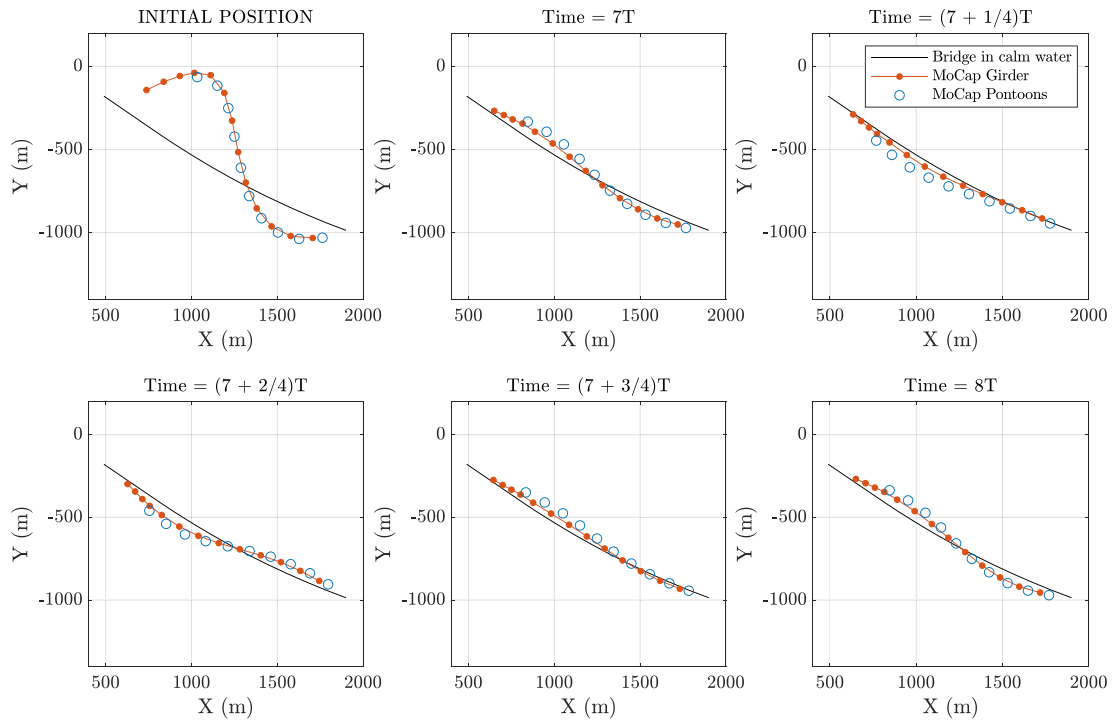 INITIAL POSITION
0
-500
-1000
Y (m)
500 1000 1500 2000
X (m)
Time = 7T
0
-500
-1000
Y (m)
500 1000 1500 2000
X (m)
Time = (7 + 1/4)T
Bridge in calm water
MoCap Girder
MoCap Pontoons
0
-500
-1000
Y (m)
500 1000 1500 2000
X (m)
Time = (7 + 2/4)T
0
-500
-1000
Y (m)
500 1000 1500 2000
X (m)
Time = (7 + 3/4)T
0
-500
-1000
Y (m)
500 1000 1500 2000
X (m)
Time = 8T
0
-500
-1000
Y (m)
500 1000 1500 2000
X (m)